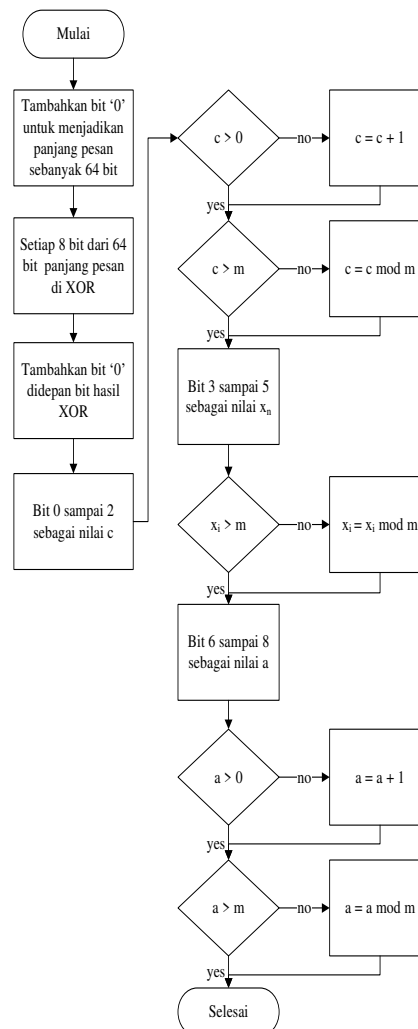 Mulai
Tambahkan bit ‘0’
untuk menjadikan
panjang pesan
sebanyak 64 bit
Setiap 8 bit dari 64
bit panjang pesan
di XOR
Tambahkan bit ‘0’
didepan bit hasil
XOR
Bit 0 sampai 2
sebagai nilai c
c > 0
no
c = c + 1
yes
c > m
no
c = c mod m
yes
Bit 3 sampai 5
sebagai nilai xn
xi > m
no
xi = xi mod m
yes
Bit 6 sampai 8
sebagai nilai a
a > 0
no
a = a + 1
yes
a > m
no
a = a mod m
yes
Selesai